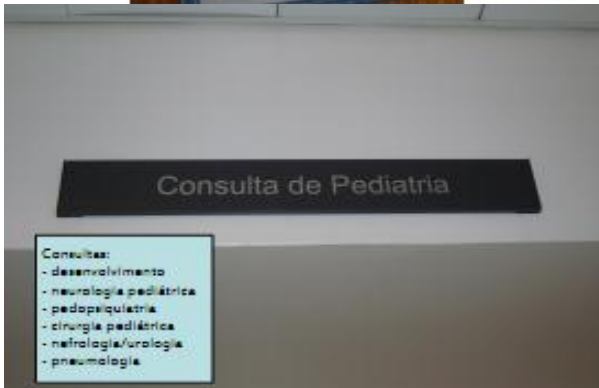 Consulta de Pediatria
Consultas:
- desenvolvimento
- neurologia pediátrica
- pedopsiquiatria
- cirurgia pediátrica
- nefrologia/urologia
- pneumologia